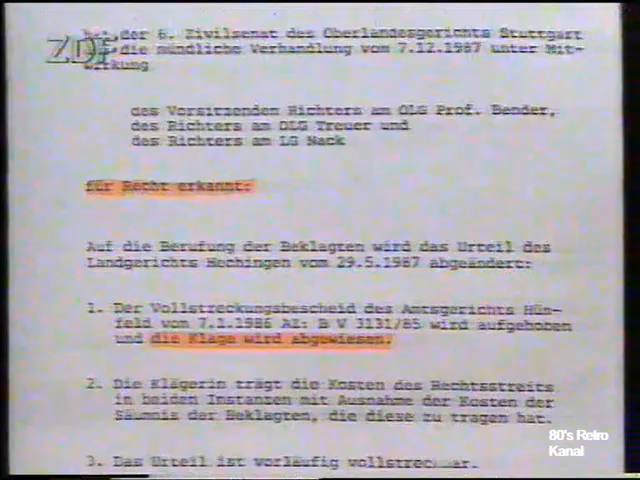 hat der 6. Zivilsenat des Oberlandesgerichts Stuttgart
ZDF die mündliche Verhandlung vom 7.12.1987 unter Mit-
wirkung
des Vorsitzenden Richters am OLG Prof. Bender,
des Richters am OLG Treuer und
des Richters am LG Nack
für Recht erkannt:
Auf die Berufung der Beklagten wird das Urteil des
Landgerichts Hechingen vom 29.5.1987 abgeändert:
1. Der Vollstreckungsbescheid des Amtsgerichts Hün-
feld vom 7.1.1986 AZ: B V 3131/85 wird aufgehoben
und die Klage wird abgewiesen.
2. Die Klägerin trägt die Kosten des Rechtsstreits
in beiden Instanzen mit Ausnahme der Kosten der
Säumnis der Beklagten, die diese zu tragen hat.
3. Das Urteil ist vorläufig vollstreckbar.
80's Retro
Kanal